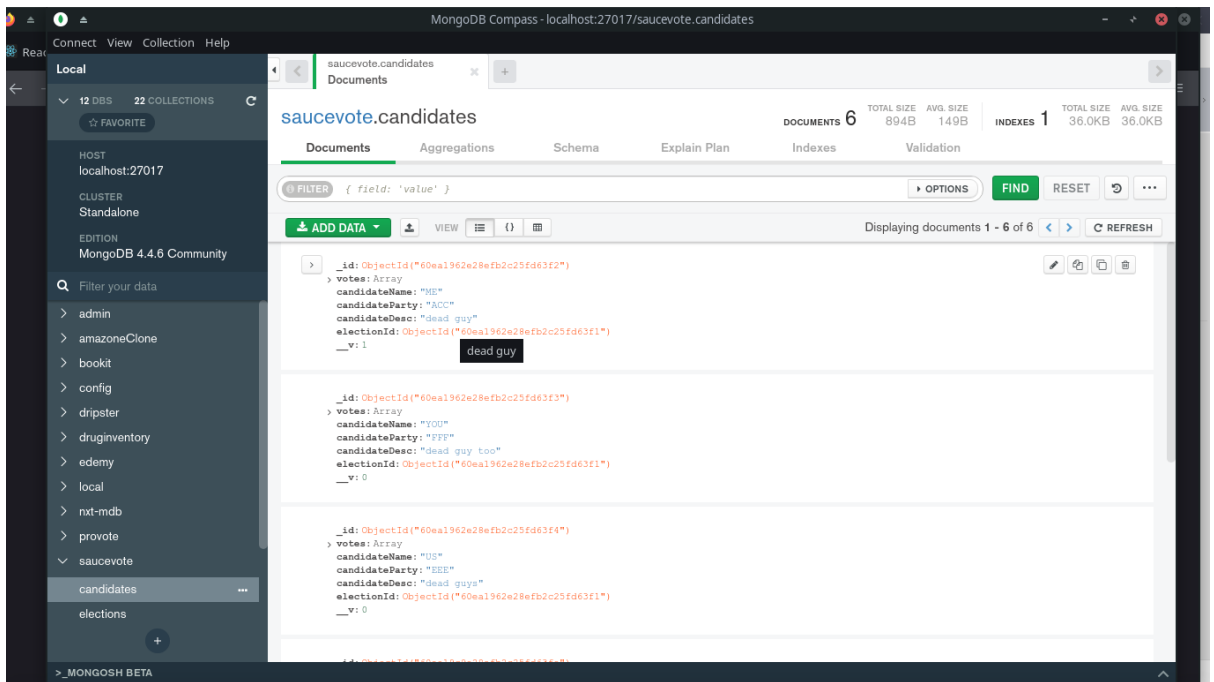 MongoDB Compass - localhost:27017/saucevote.candidates
Connect View Collection Help
Reac
Local
12 DBS 22 COLLECTIONS
FAVORITE
HOST
localhost:27017
CLUSTER
Standalone
EDITION
MongoDB 4.4.6 Community
Filter your data
admin
amazoneClone
bookit
config
dripster
druginventory
edemy
local
nxt-mdb
provote
saucevote
candidates
elections
>_MONGOSH BETA
saucevote.candidates
Documents
saucevote.candidates
DOCUMENTS 6 TOTAL SIZE 894B AVG. SIZE 149B INDEXES 1 TOTAL SIZE 36.0KB AVG. SIZE 36.0KB
Documents Aggregations Schema Explain Plan Indexes Validation
FILTER { field: 'value' } OPTIONS FIND RESET
ADD DATA VIEW Displaying documents 1 - 6 of 6 REFRESH
_id: ObjectId("60ea1962e28efb2c25fd63f2")
votes: Array
candidateName: "ME"
candidateParty: "ACC"
candidateDesc: "dead guy"
electionId: ObjectId("60ea1962e28efb2c25fd63f1")
__v: 1
dead guy
_id: ObjectId("60ea1962e28efb2c25fd63f3")
votes: Array
candidateName: "YOU"
candidateParty: "FFF"
candidateDesc: "dead guy too"
electionId: ObjectId("60ea1962e28efb2c25fd63f1")
__v: 0
_id: ObjectId("60ea1962e28efb2c25fd63f4")
votes: Array
candidateName: "US"
candidateParty: "EEE"
candidateDesc: "dead guys"
electionId: ObjectId("60ea1962e28efb2c25fd63f1")
__v: 0